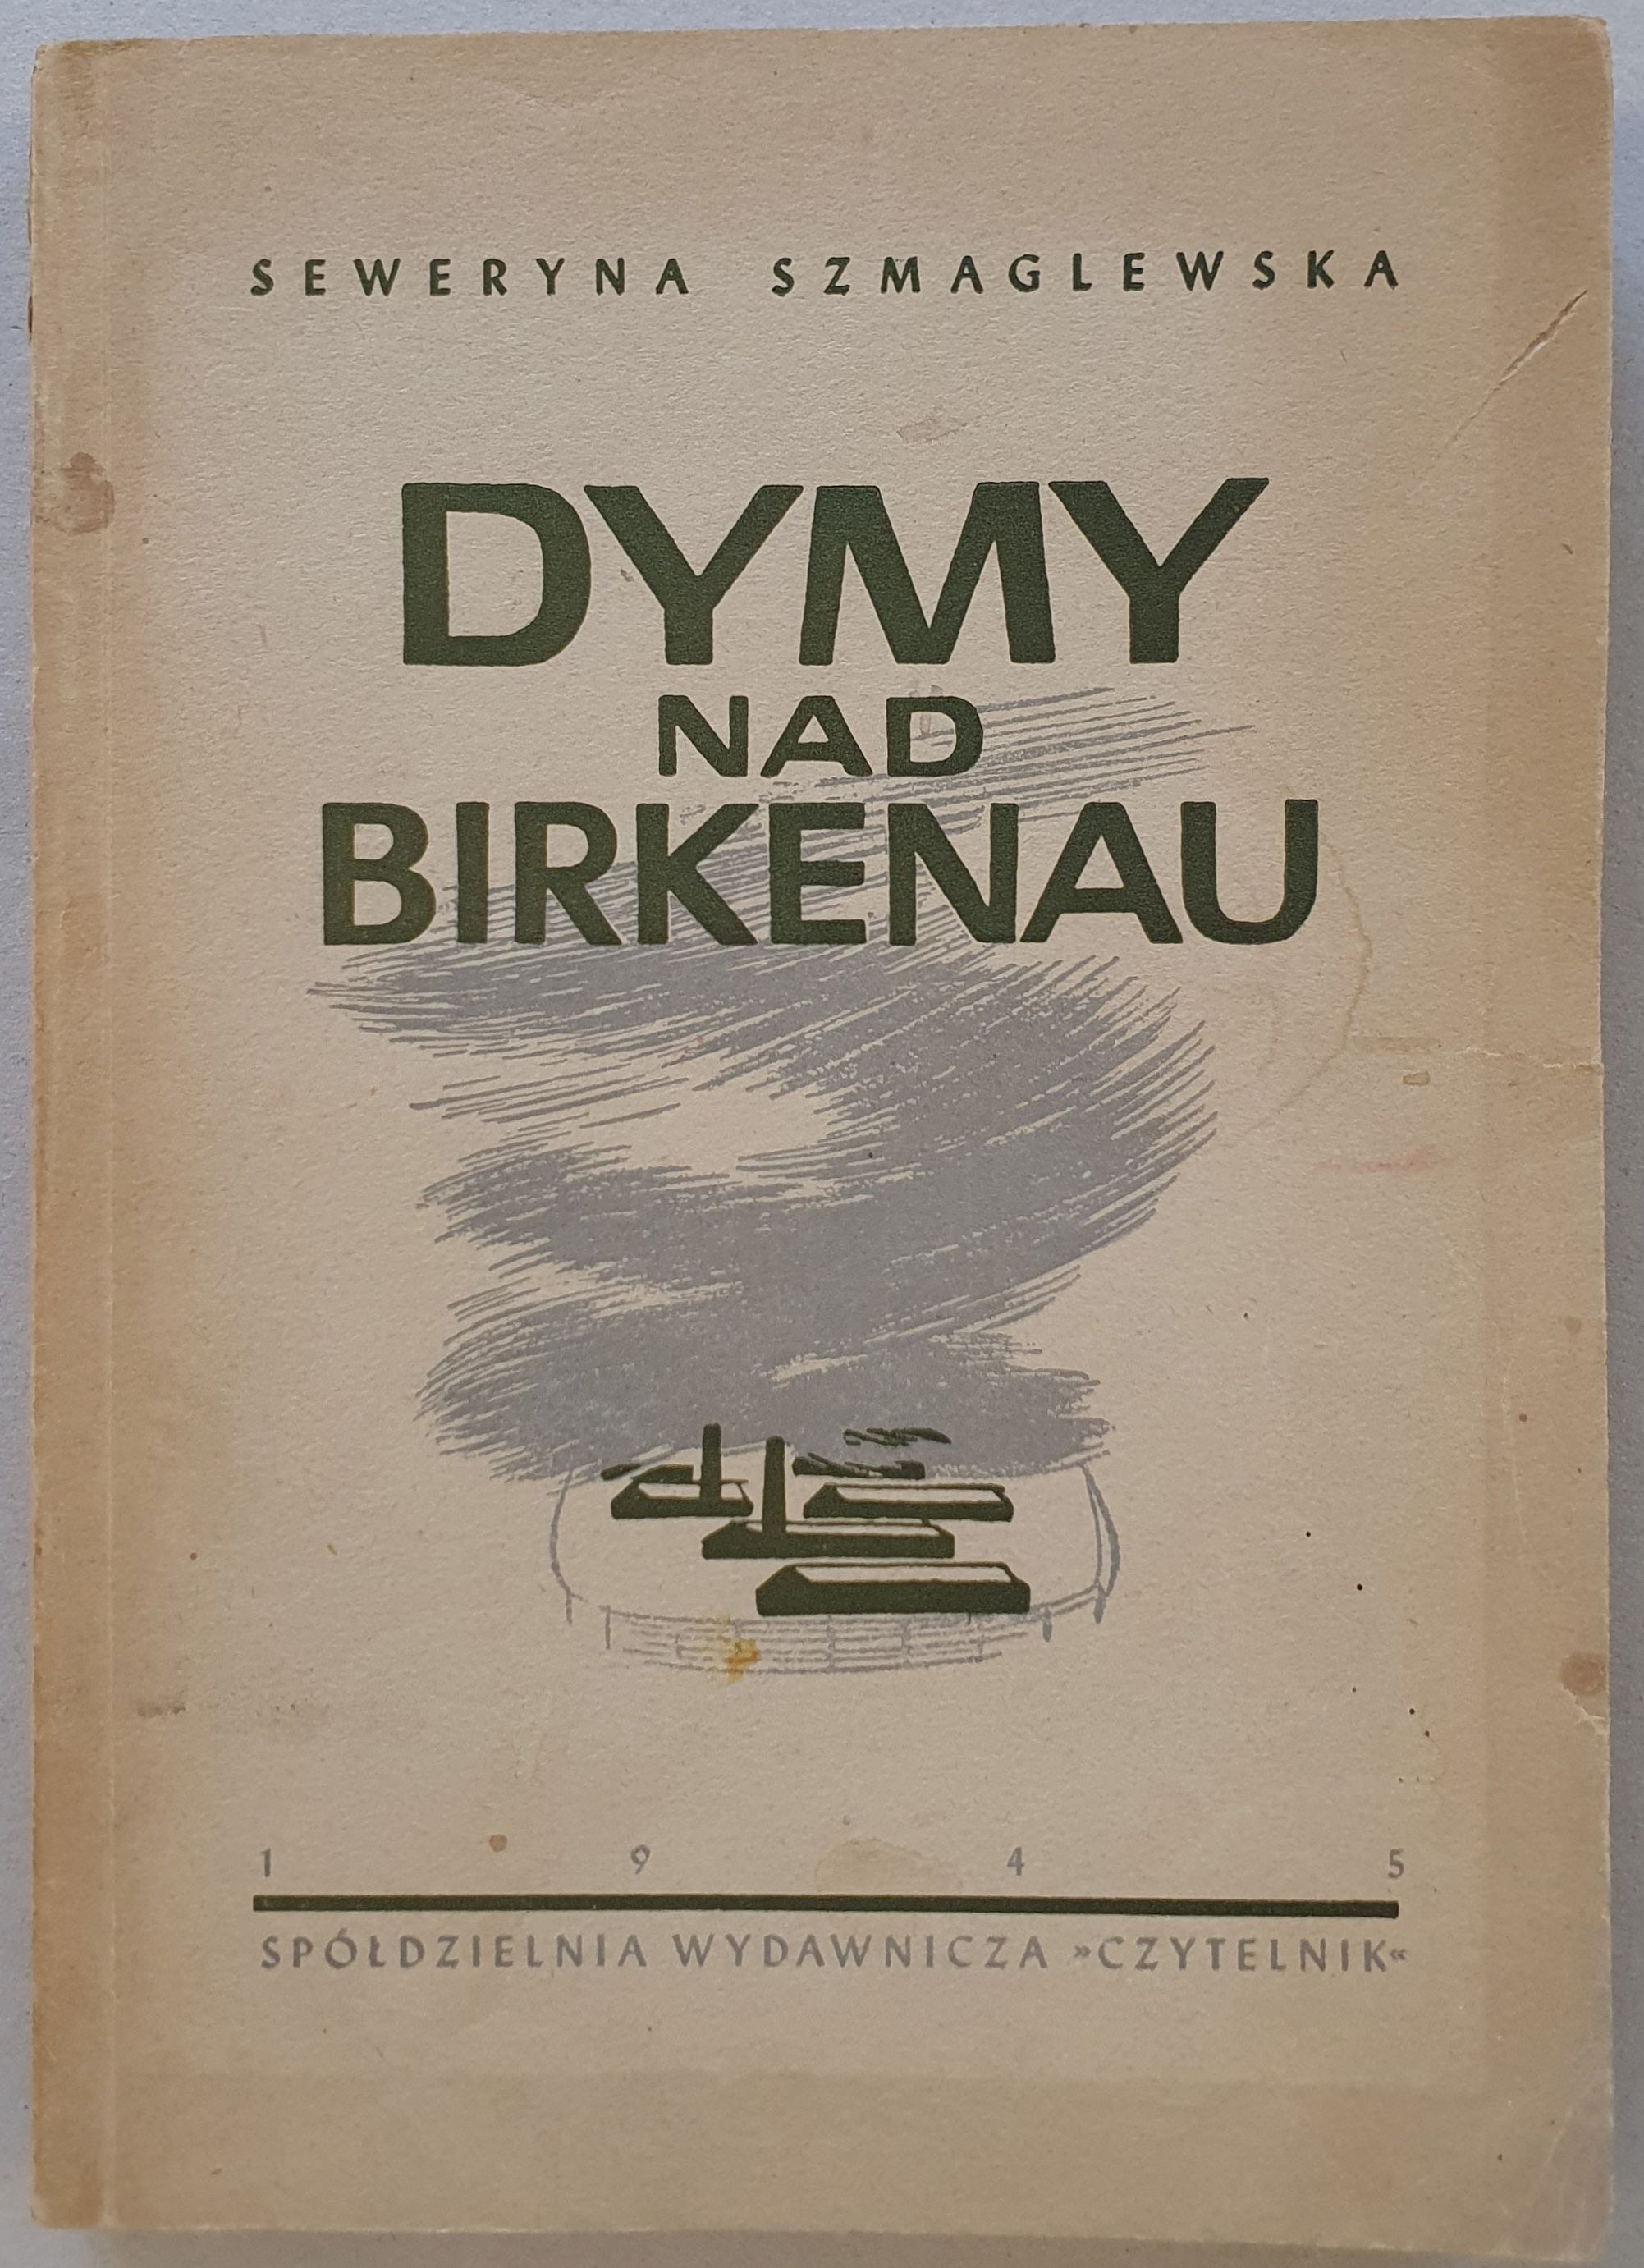 SEWERYNA SZMAGLEWSKA
DYMY
NAD
BIRKENAU
1 9 4 5
SPÓŁDZIELNIA WYDAWNICZA »CZYTELNIK«